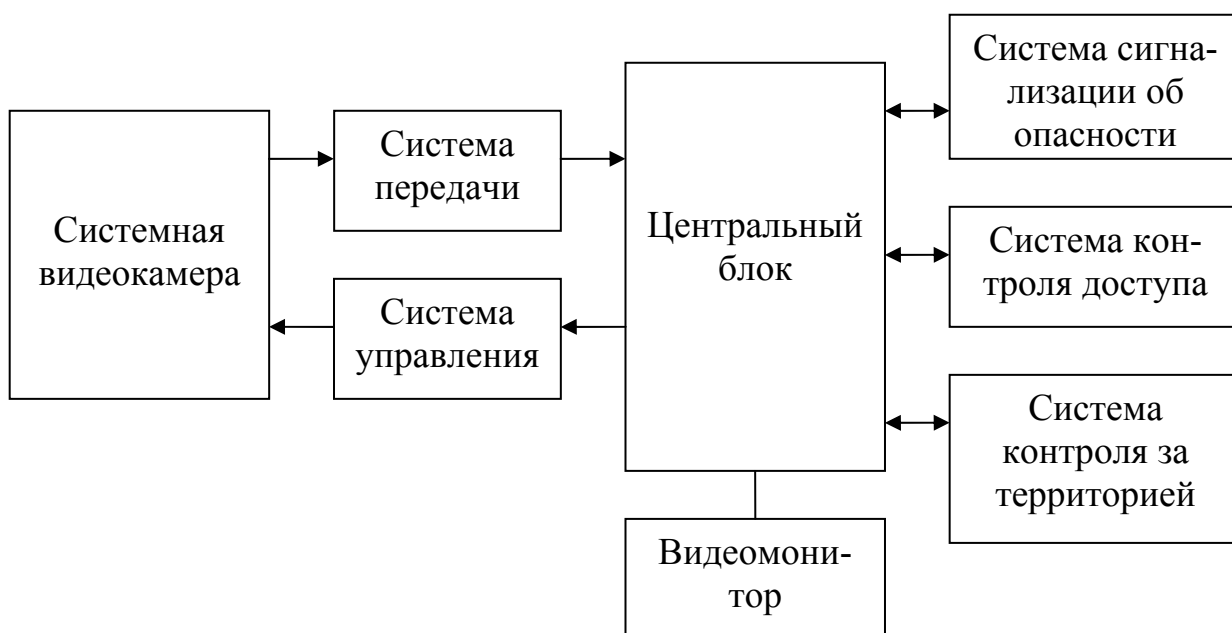 Системная
видеокамера
Система
передачи
Система
управления
Центральный
блок
Видеомони-
тор
Система сигна-
лизации об
опасности
Система кон-
троля доступа
Система
контроля за
территорией